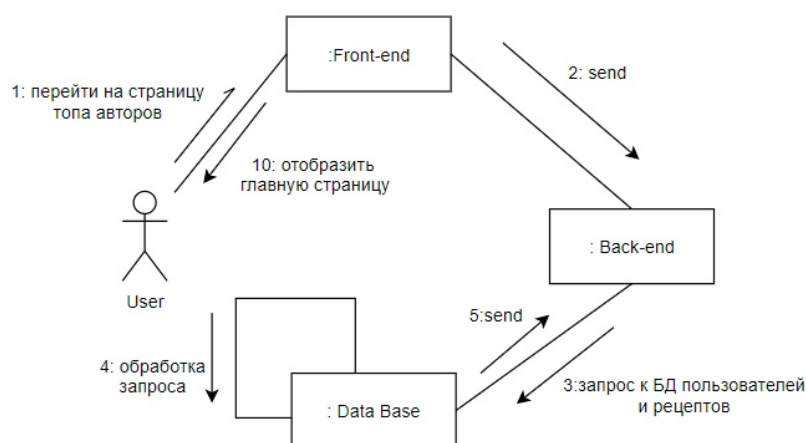 :Front-end
2: send
1: перейти на страницу
топа авторов
10: отобразить
главную страницу
: Back-end
User
5:send
4: обработка
запроса
3:запрос к БД пользователей
и рецептов
: Data Base